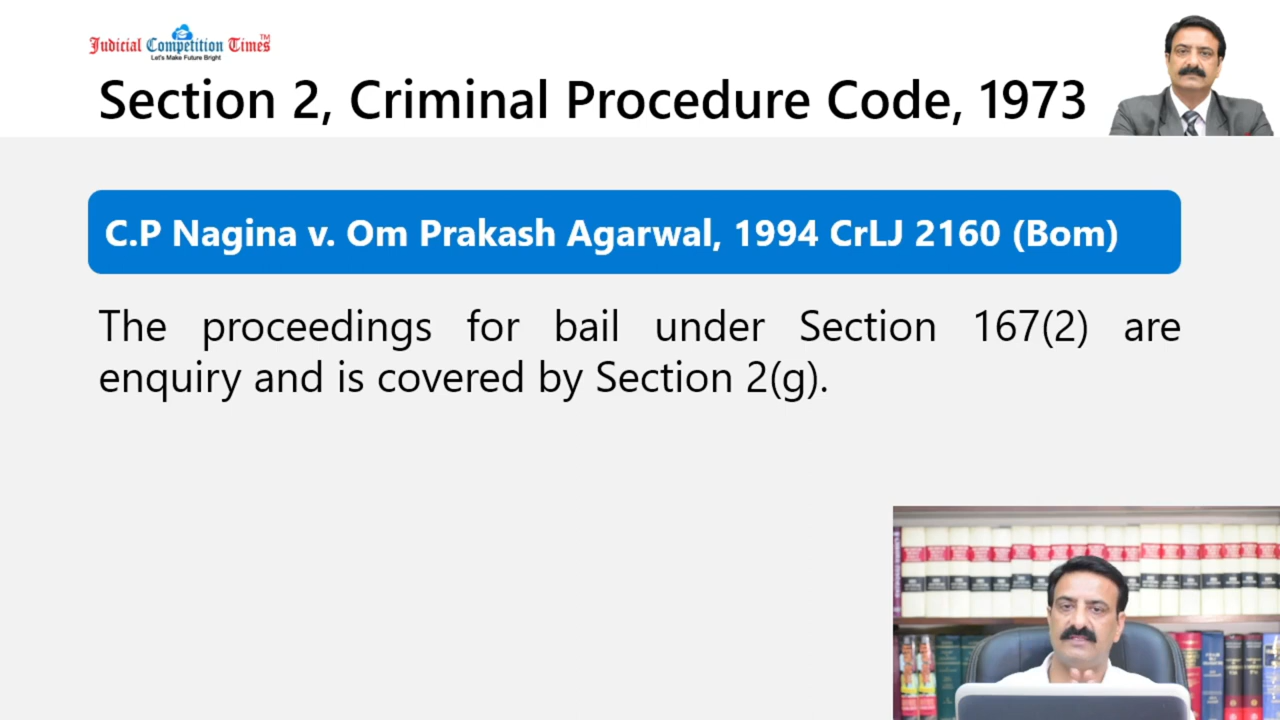 Judicial Competition Times TM
Let's Make Future Bright
Section 2, Criminal Procedure Code, 1973
C.P Nagina v. Om Prakash Agarwal, 1994 CrLJ 2160 (Bom)
The proceedings for bail under Section 167(2) are
enquiry and is covered by Section 2(g).